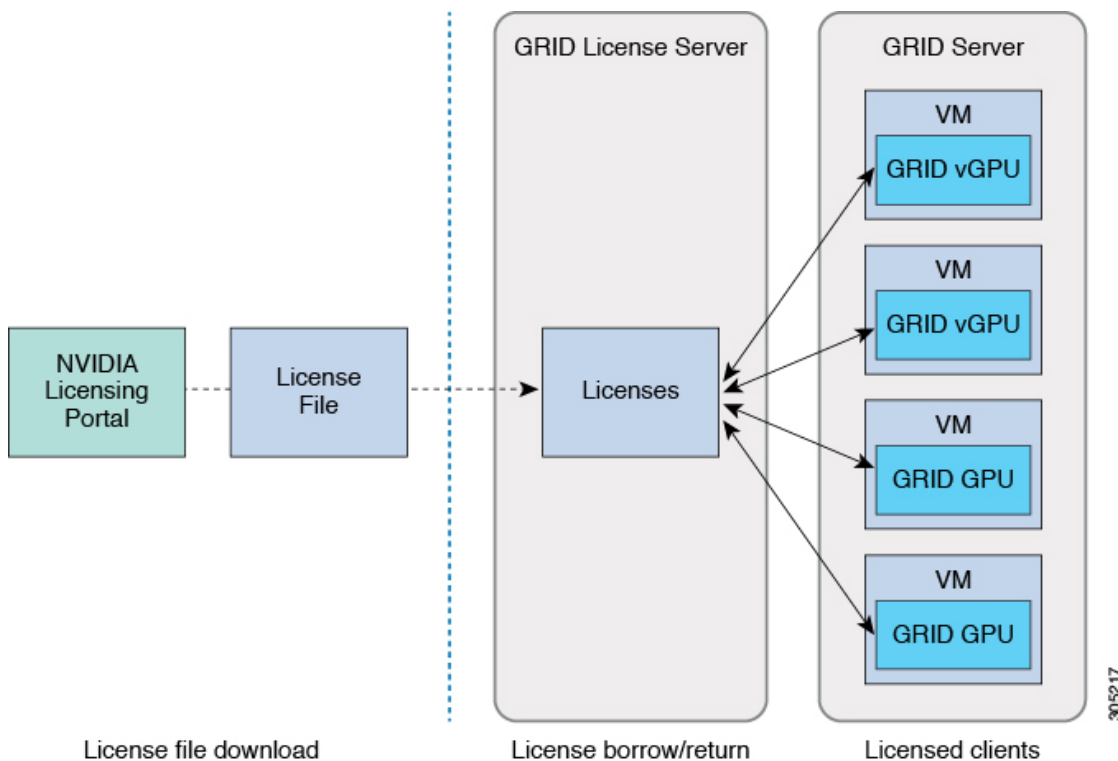 GRID License Server
GRID Server
VM
GRID vGPU
VM
GRID vGPU
NVIDIA
Licensing
Portal
License
File
Licenses
VM
GRID GPU
VM
GRID GPU
305217
License file download
License borrow/return
Licensed clients